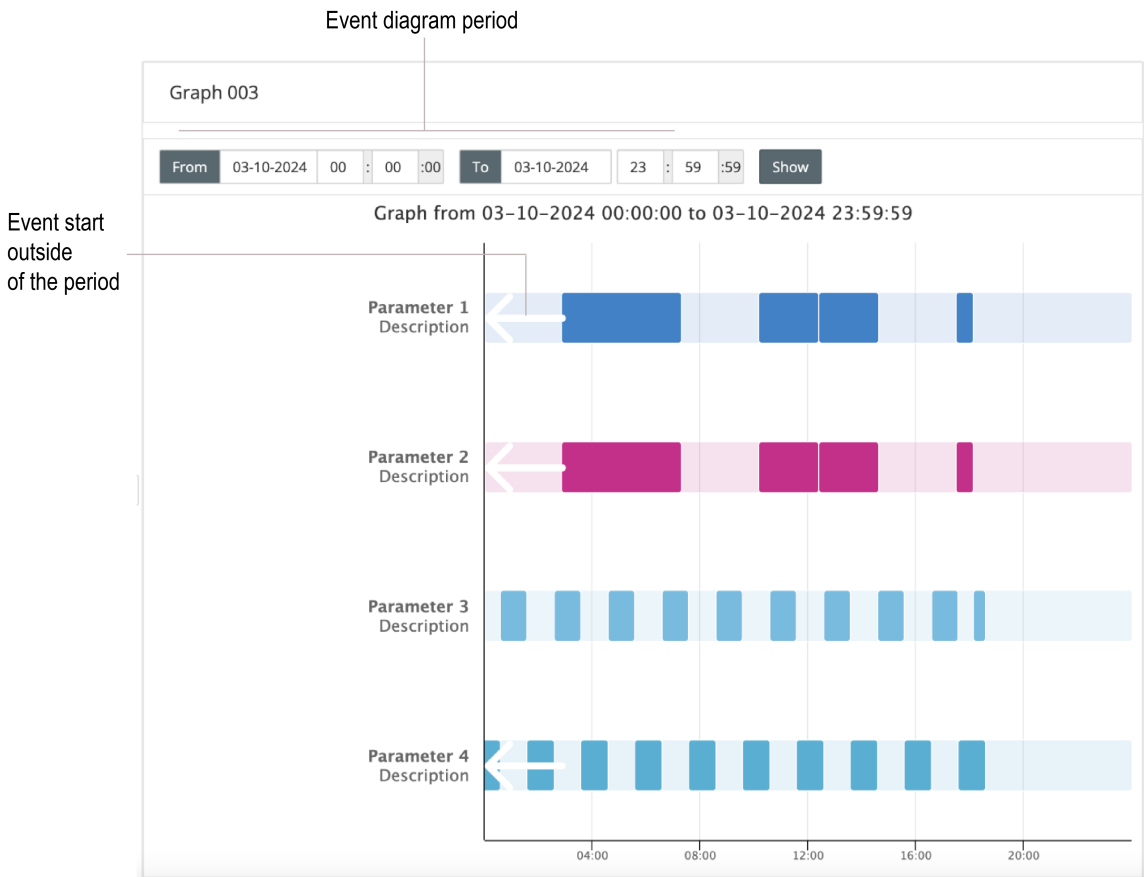 Event diagram period
Graph 003
From 03-10-2024 00 : 00 :00 To 03-10-2024 23 : 59 :59 Show
Graph from 03-10-2024 00:00:00 to 03-10-2024 23:59:59
Event start
outside
of the period
Parameter 1
Description
Parameter 2
Description
Parameter 3
Description
Parameter 4
Description
04:00 08:00 12:00 16:00 20:00